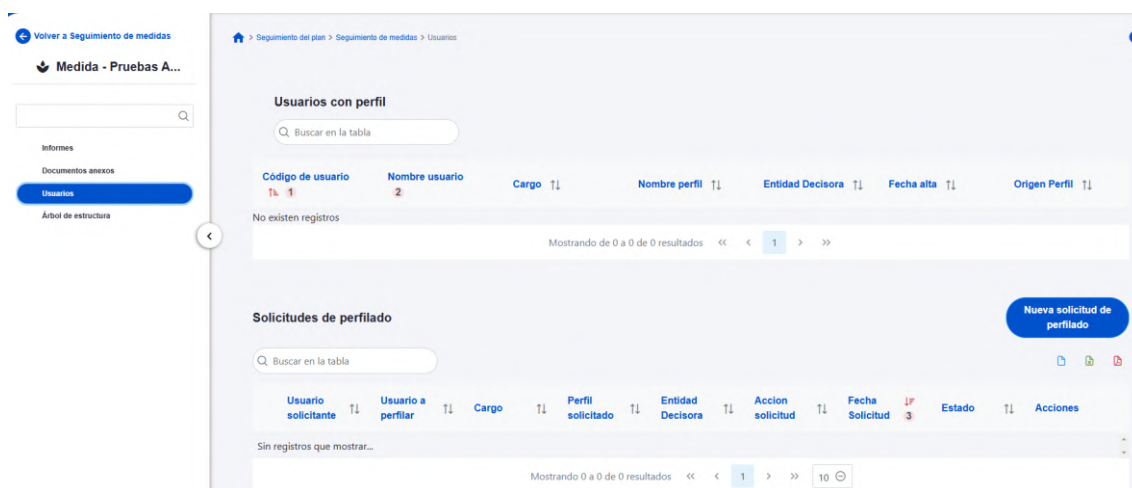 Volver a Seguimiento de medidas
> Seguimiento del plan > Seguimiento de medidas > Usuarios
Medida - Pruebas A...
Informes
Documentos anexos
Usuarios
Árbol de estructura
Usuarios con perfil
Buscar en la tabla
Código de usuario 1 Nombre usuario 2 Cargo Nombre perfil Entidad Decisora Fecha alta Origen Perfil
No existen registros
Mostrando de 0 a 0 de 0 resultados << < 1 > >>
Solicitudes de perfilado
Nueva solicitud de
perfilado
Buscar en la tabla
Usuario Usuario a Perfil Entidad Accion Fecha
solicitante perfilar Cargo solicitado Decisora solicitud Solicitud 3 Estado Acciones
Sin registros que mostrar...
Mostrando 0 a 0 de 0 resultados << < 1 > >> 10